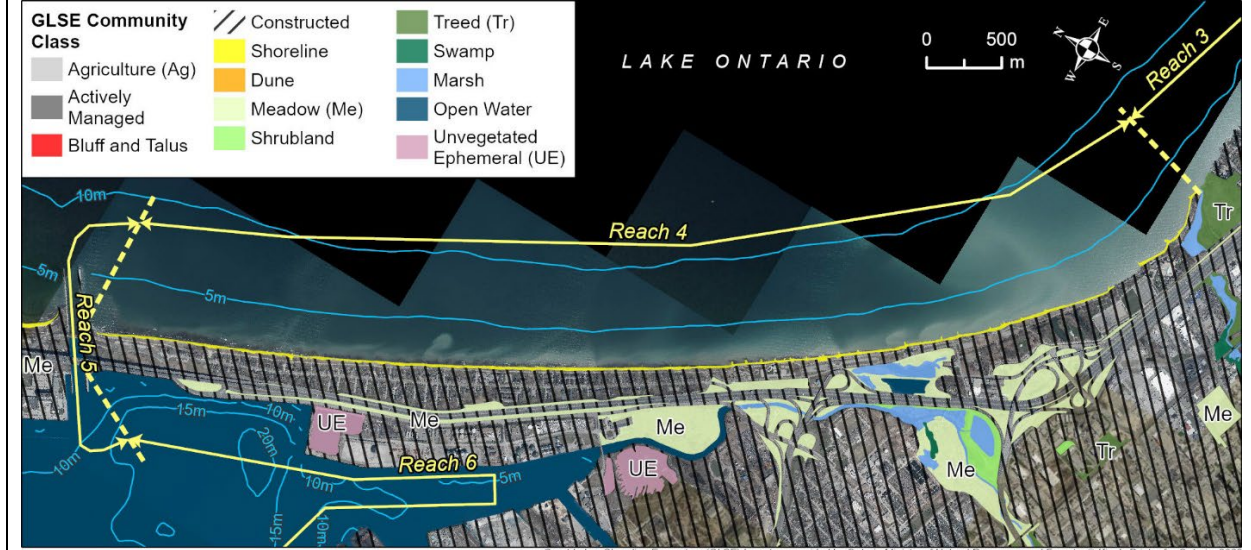 GLSE Community
Class
Agriculture (Ag)
Actively
Managed
Bluff and Talus
Constructed
Shoreline
Dune
Meadow (Me)
Shrubland
Treed (Tr)
Swamp
Marsh
Open Water
Unvegetated
Ephemeral (UE)
LAKE ONTARIO
0 500
m
N E
W S
Reach 3
10m
Tr
Reach 4
5m
5m
Reach 5
Me
Me
Me
Me
10m
15m
UE
20m
Reach 6
5m
10m
10m
15m
10m
UE
Me
Tr